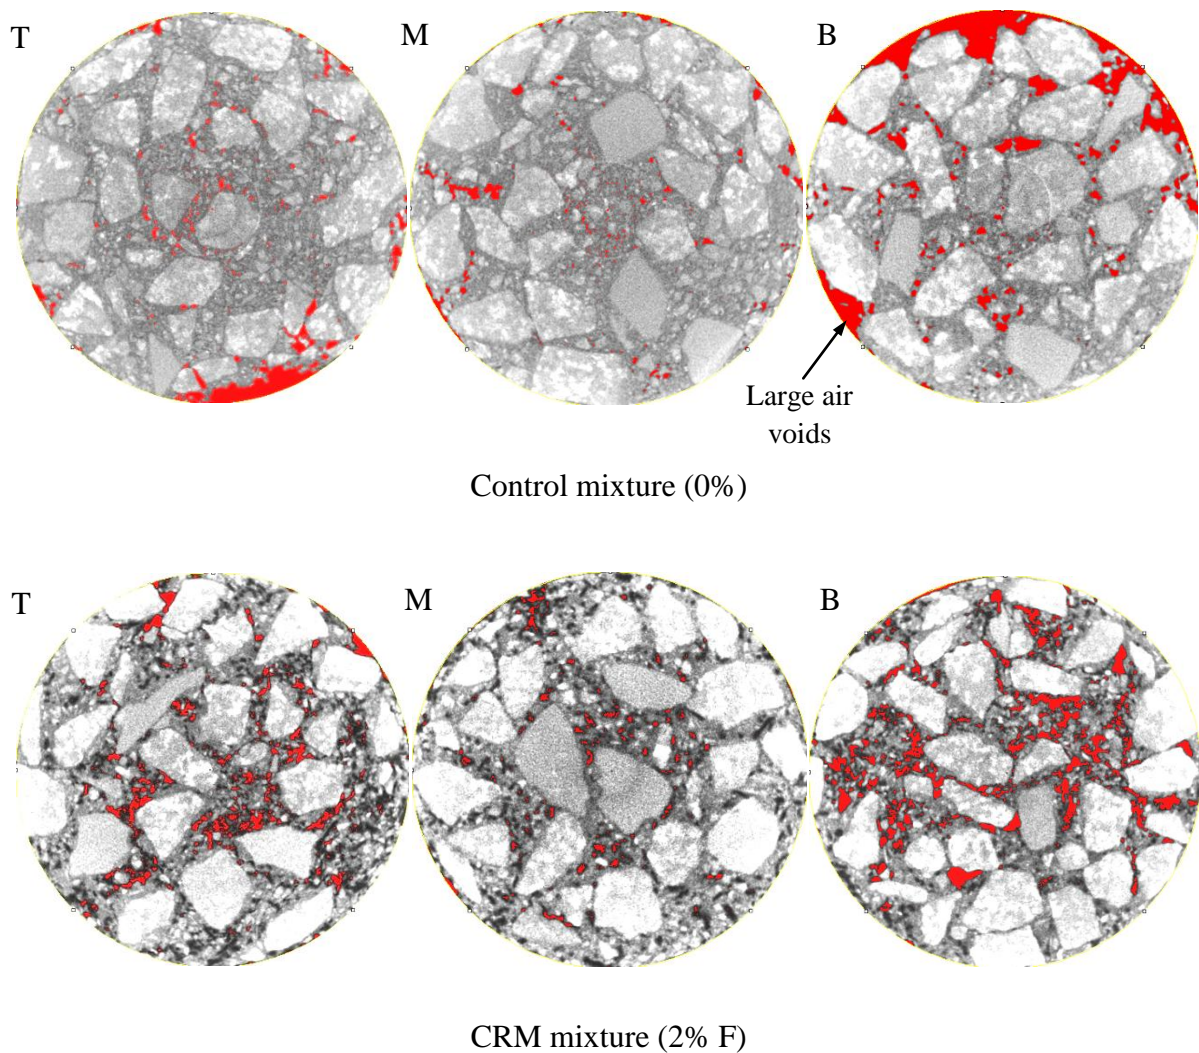 T
M
B
Large air
voids
Control mixture (0%)
T
M
B
CRM mixture (2% F)